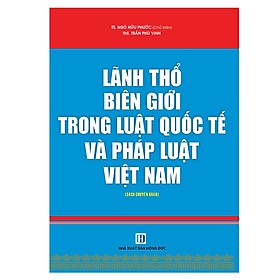 TS. NGÔ HỮU PHƯỚC (Chủ biên)
ThS. TRẦN PHÚ VINH
LÃNH THỔ
BIÊN GIỚI
TRONG LUẬT QUỐC TẾ
VÀ PHÁP LUẬT
VIỆT NAM
(SÁCH CHUYÊN KHẢO)
NHÀ XUẤT BẢN HỒNG ĐỨC